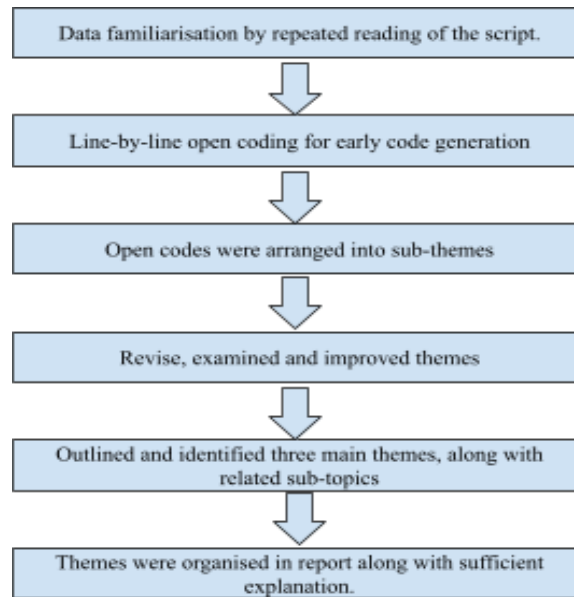 Data familiarisation by repeated reading of the script.
Line-by-line open coding for early code generation
Open codes were arranged into sub-themes
Revise, examined and improved themes
Outlined and identified three main themes, along with
related sub-topics
Themes were organised in report along with sufficient
explanation.